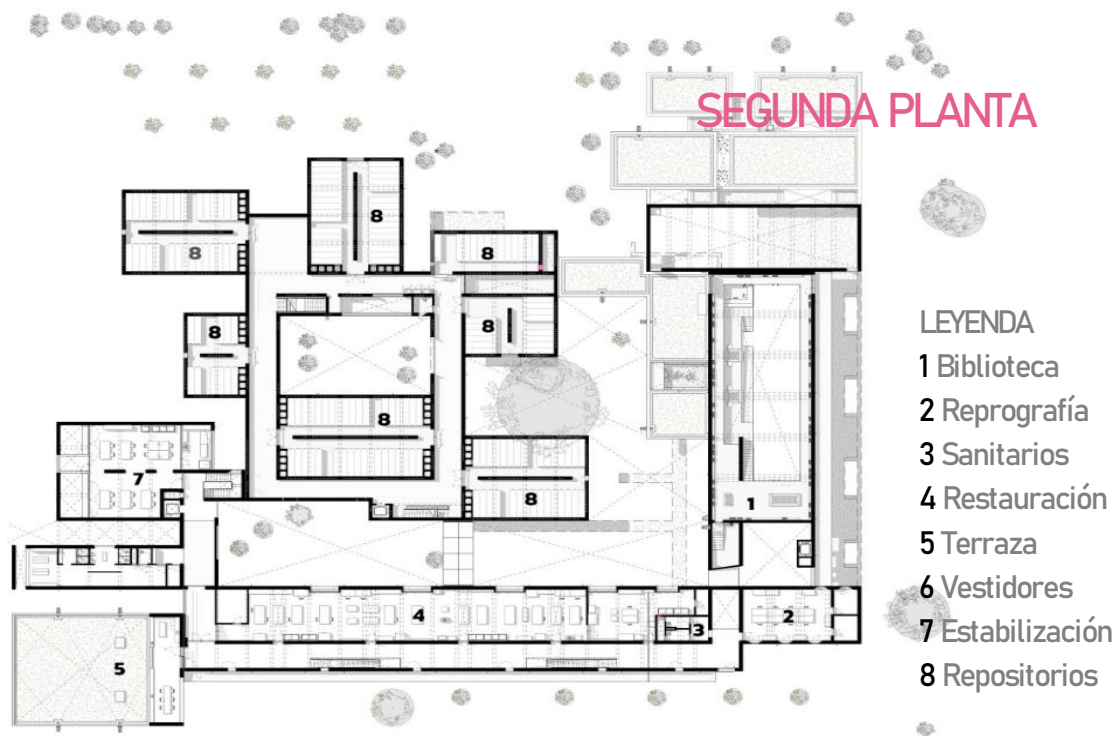 SEGUNDA PLANTA
8
8
8
8
8
8
7
8
1
4
3
2
5
LEYENDA
1 Biblioteca
2 Reprografía
3 Sanitarios
4 Restauración
5 Terraza
6 Vestidores
7 Estabilización
8 Repositorios